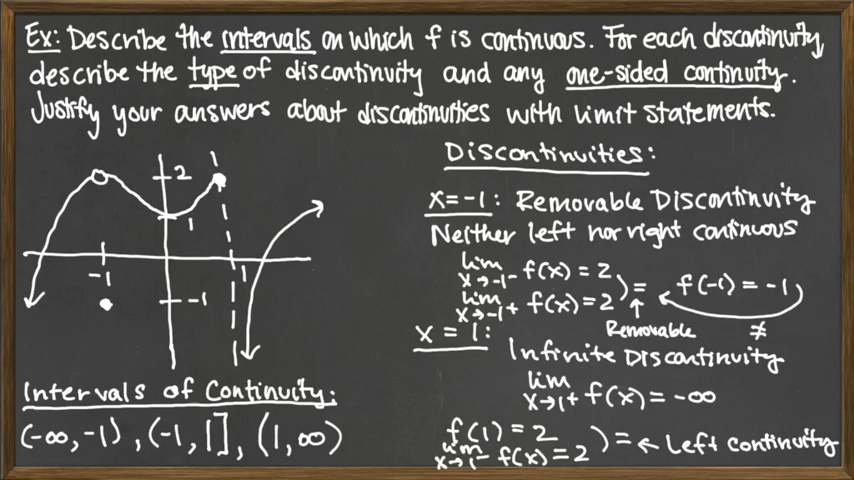 Ex: Describe the intervals on which f is continuous. For each discontinuity,
describe the type of discontinuity and any one-sided continuity.
Justify your answers about discontinuities with limit statements.
2
1
-1
1
-1
Intervals of Continuity:
(-∞, -1), (-1, 1], (1, ∞)
Discontinuities:
x=-1: Removable Discontinuity
Neither left nor right continuous
lim x→-1⁻ f(x) = 2
lim x→-1⁺ f(x) = 2 ) = f(-1) = -1
Removable ≠
x = 1:
Infinite Discontinuity
lim x→1⁺ f(x) = -∞
f(1) = 2
lim x→1⁻ f(x) = 2 ) = ← Left continuity